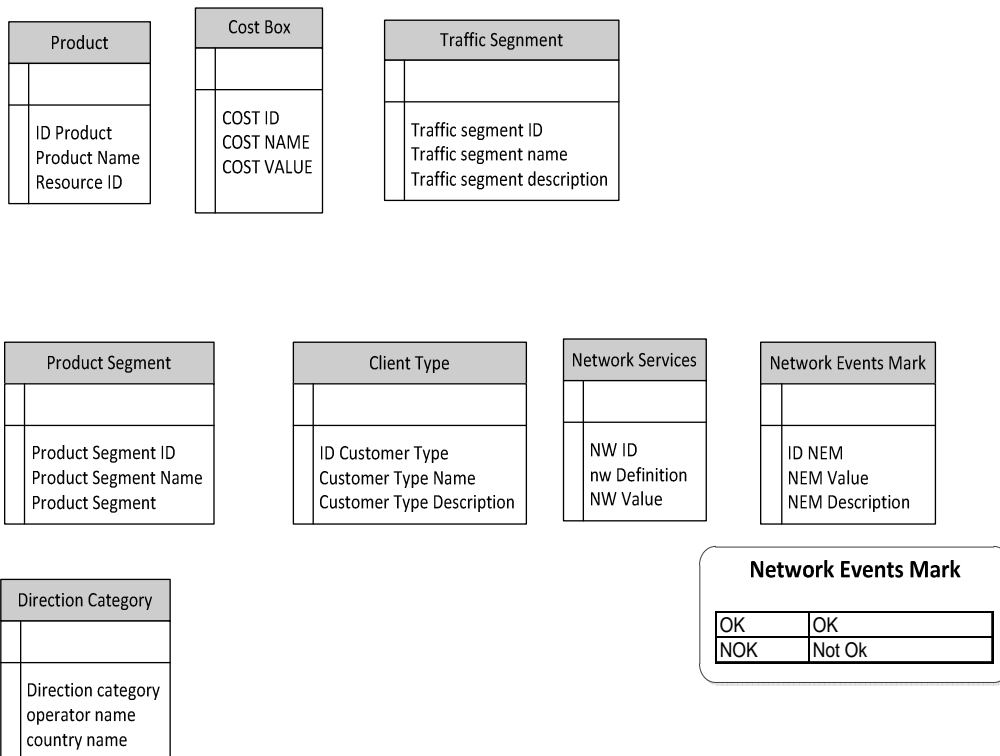 Product
ID Product
Product Name
Resource ID
Cost Box
COST ID
COST NAME
COST VALUE
Traffic Segnment
Traffic segment ID
Traffic segment name
Traffic segment description
Product Segment
Product Segment ID
Product Segment Name
Product Segment
Client Type
ID Customer Type
Customer Type Name
Customer Type Description
Network Services
NW ID
nw Definition
NW Value
Network Events Mark
ID NEM
NEM Value
NEM Description
Direction Category
Direction category
operator name
country name
Network Events Mark
OK OK
NOK Not Ok